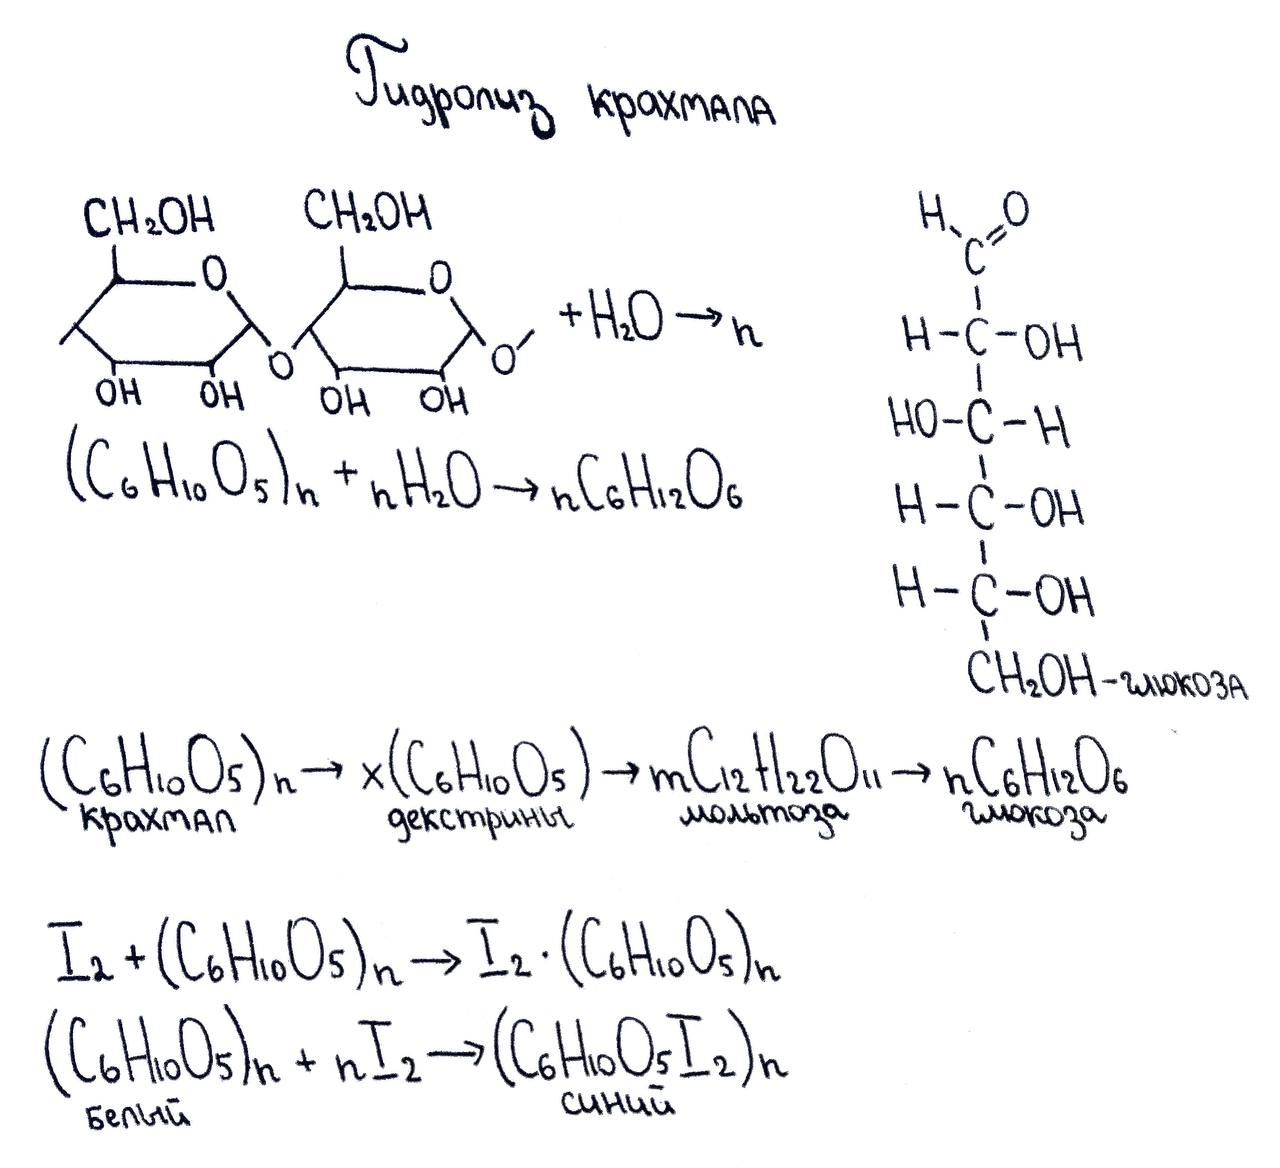 Гидролиз крахмала
CH₂OH CH₂OH
O O
O O
OH OH OH OH
+H₂O → n
H O
C
H-C-OH
HO-C-H
H-C-OH
H-C-OH
CH₂OH-глюкоза
(C₆H₁₀O₅)n + nH₂O → nC₆H₁₂O₆
(C₆H₁₀O₅)n → x(C₆H₁₀O₅) → mC₁₂H₂₂O₁₁ → nC₆H₁₂O₆
крахмал декстрины мольтоза глюкоза
I₂ + (C₆H₁₀O₅)n → I₂·(C₆H₁₀O₅)n
(C₆H₁₀O₅)n + nI₂ → (C₆H₁₀O₅I₂)n
белый синий